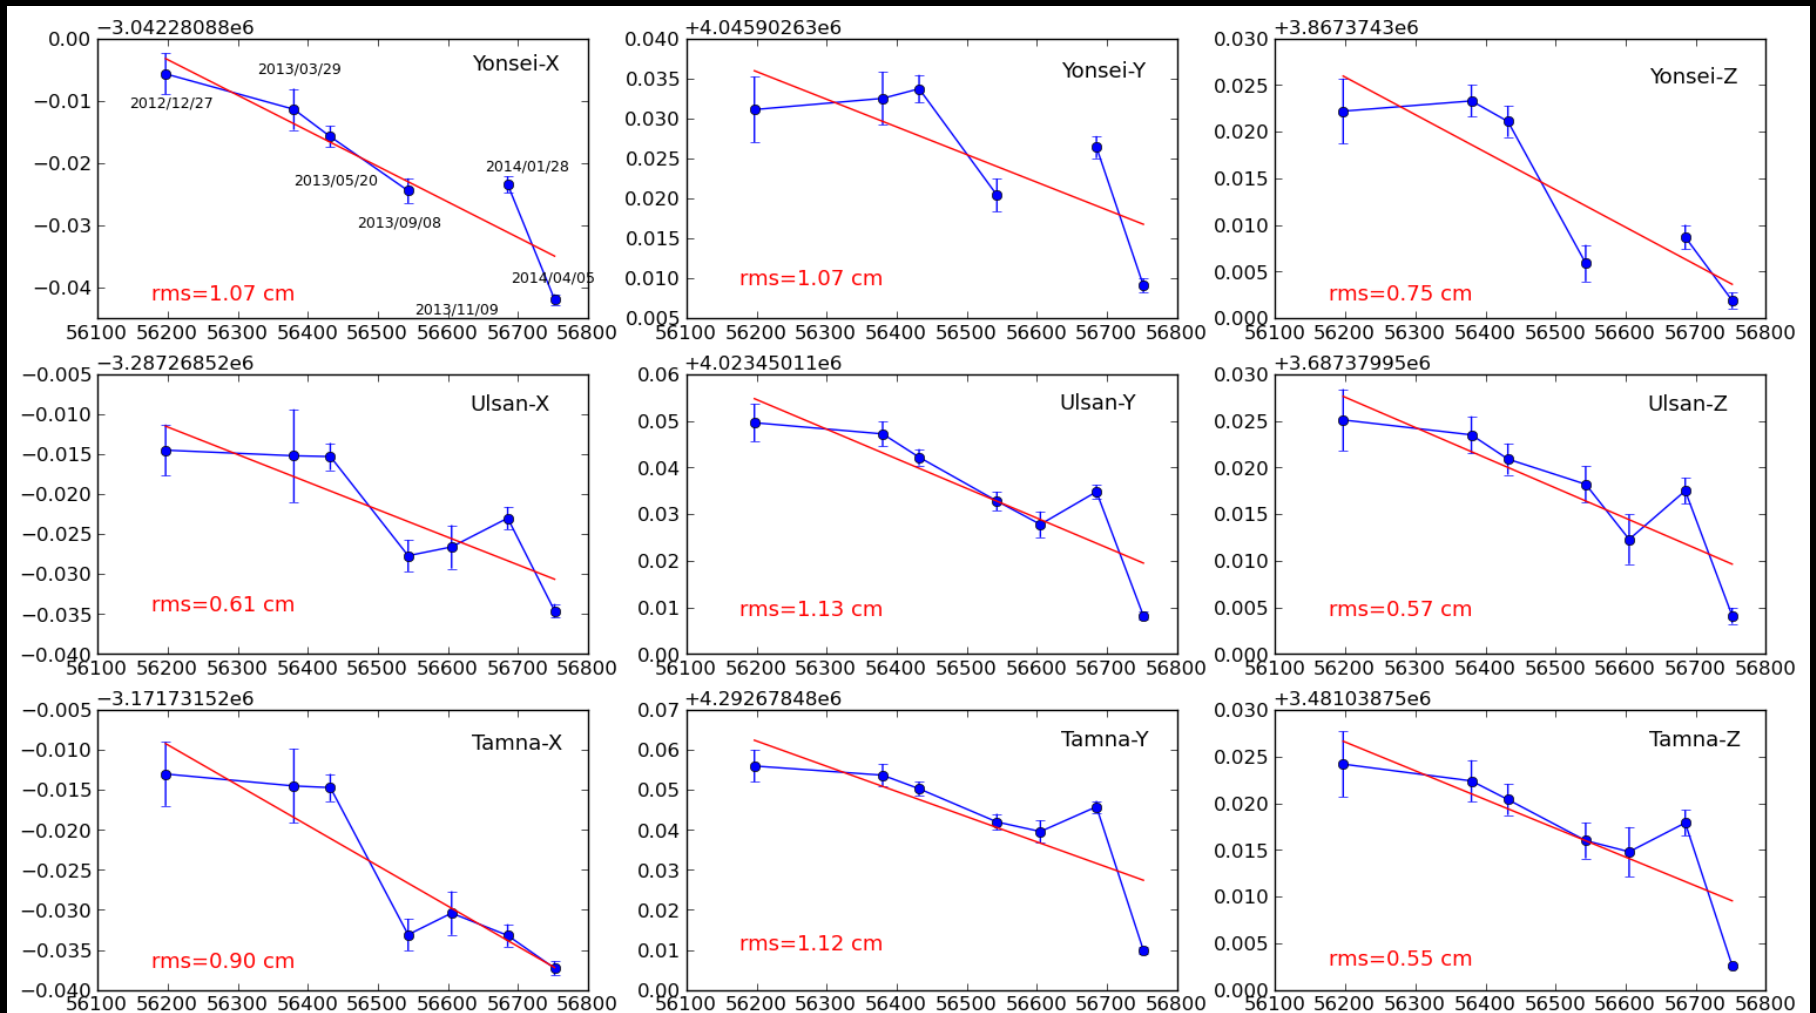 −3.04228088e6
Yonsei-X
0.00
−0.01
−0.02
−0.03
−0.04
2012/12/27
2013/03/29
2013/05/20
2013/09/08
2014/01/28
2014/04/05
2013/11/09
rms=1.07 cm
56100 56200 56300 56400 56500 56600 56700 56800
+4.04590263e6
Yonsei-Y
0.040
0.035
0.030
0.025
0.020
0.015
0.010
0.005
rms=1.07 cm
56100 56200 56300 56400 56500 56600 56700 56800
+3.8673743e6
Yonsei-Z
0.030
0.025
0.020
0.015
0.010
0.005
0.000
rms=0.75 cm
56100 56200 56300 56400 56500 56600 56700 56800
−3.28726852e6
Ulsan-X
−0.005
−0.010
−0.015
−0.020
−0.025
−0.030
−0.035
−0.040
rms=0.61 cm
56100 56200 56300 56400 56500 56600 56700 56800
+4.02345011e6
Ulsan-Y
0.06
0.05
0.04
0.03
0.02
0.01
0.00
rms=1.13 cm
56100 56200 56300 56400 56500 56600 56700 56800
+3.68737995e6
Ulsan-Z
0.030
0.025
0.020
0.015
0.010
0.005
0.000
rms=0.57 cm
56100 56200 56300 56400 56500 56600 56700 56800
−3.17173152e6
Tamna-X
−0.005
−0.010
−0.015
−0.020
−0.025
−0.030
−0.035
−0.040
rms=0.90 cm
56100 56200 56300 56400 56500 56600 56700 56800
+4.29267848e6
Tamna-Y
0.07
0.06
0.05
0.04
0.03
0.02
0.01
0.00
rms=1.12 cm
56100 56200 56300 56400 56500 56600 56700 56800
+3.48103875e6
Tamna-Z
0.030
0.025
0.020
0.015
0.010
0.005
0.000
rms=0.55 cm
56100 56200 56300 56400 56500 56600 56700 56800